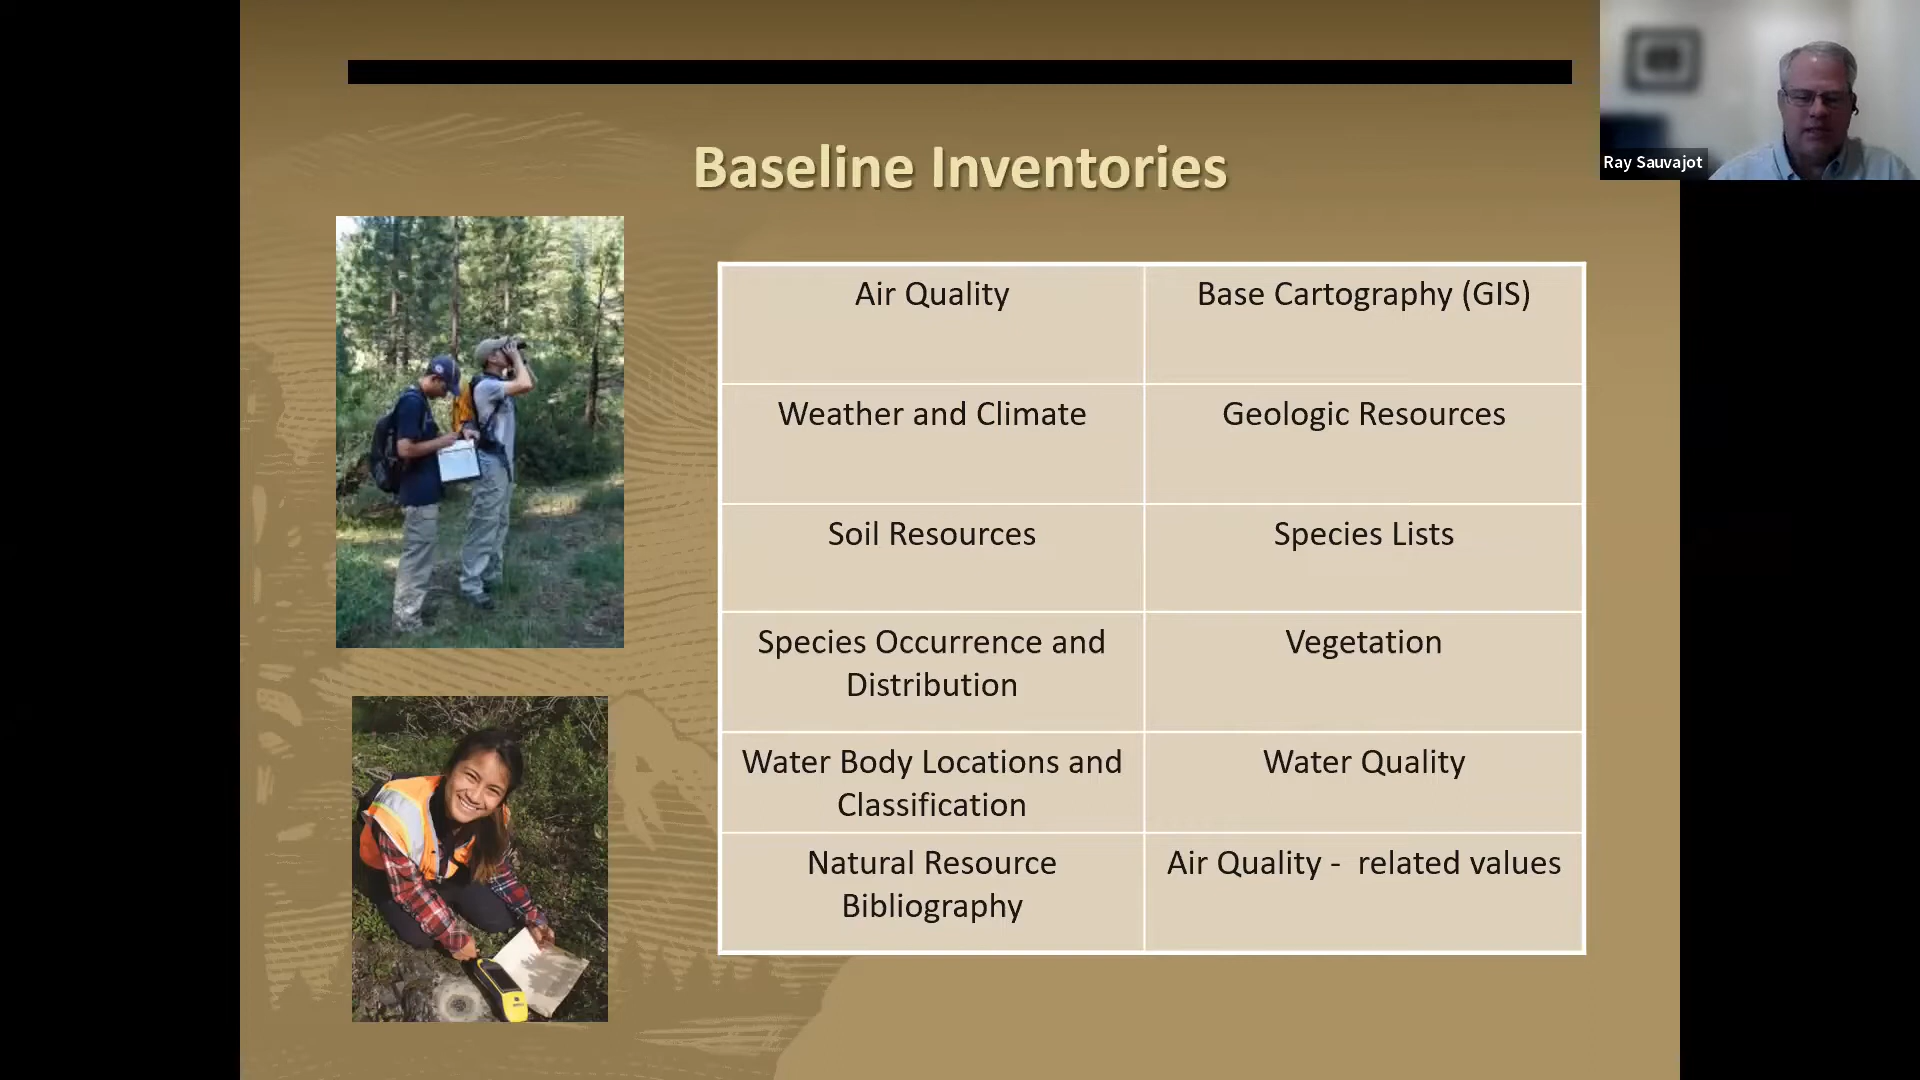 Baseline Inventories
Ray Sauvajot
Air Quality
Base Cartography (GIS)
Weather and Climate
Geologic Resources
Soil Resources
Species Lists
Species Occurrence and
Distribution
Vegetation
Water Body Locations and
Classification
Water Quality
Natural Resource
Bibliography
Air Quality - related values